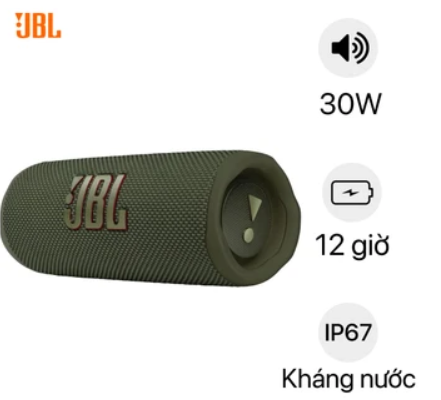 JBL
30W
JBL
12 giờ
IP67
Kháng nước